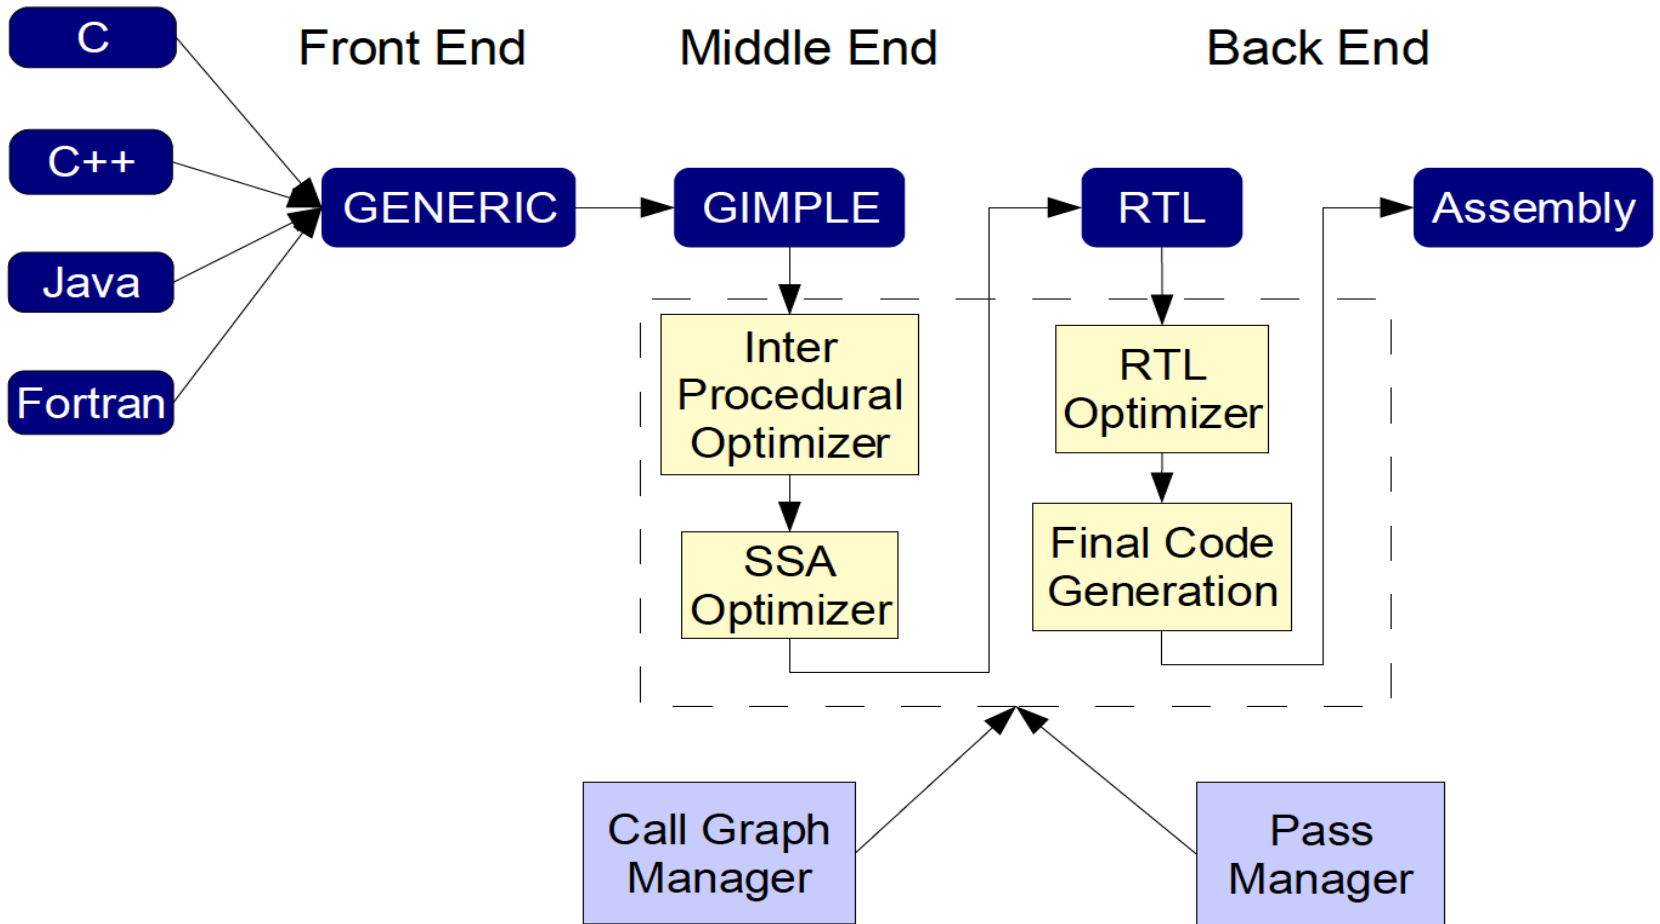 C
Front End
Middle End
Back End
C++
GENERIC
GIMPLE
RTL
Assembly
Java
Fortran
Inter
Procedural
Optimizer
RTL
Optimizer
SSA
Optimizer
Final Code
Generation
Call Graph
Manager
Pass
Manager